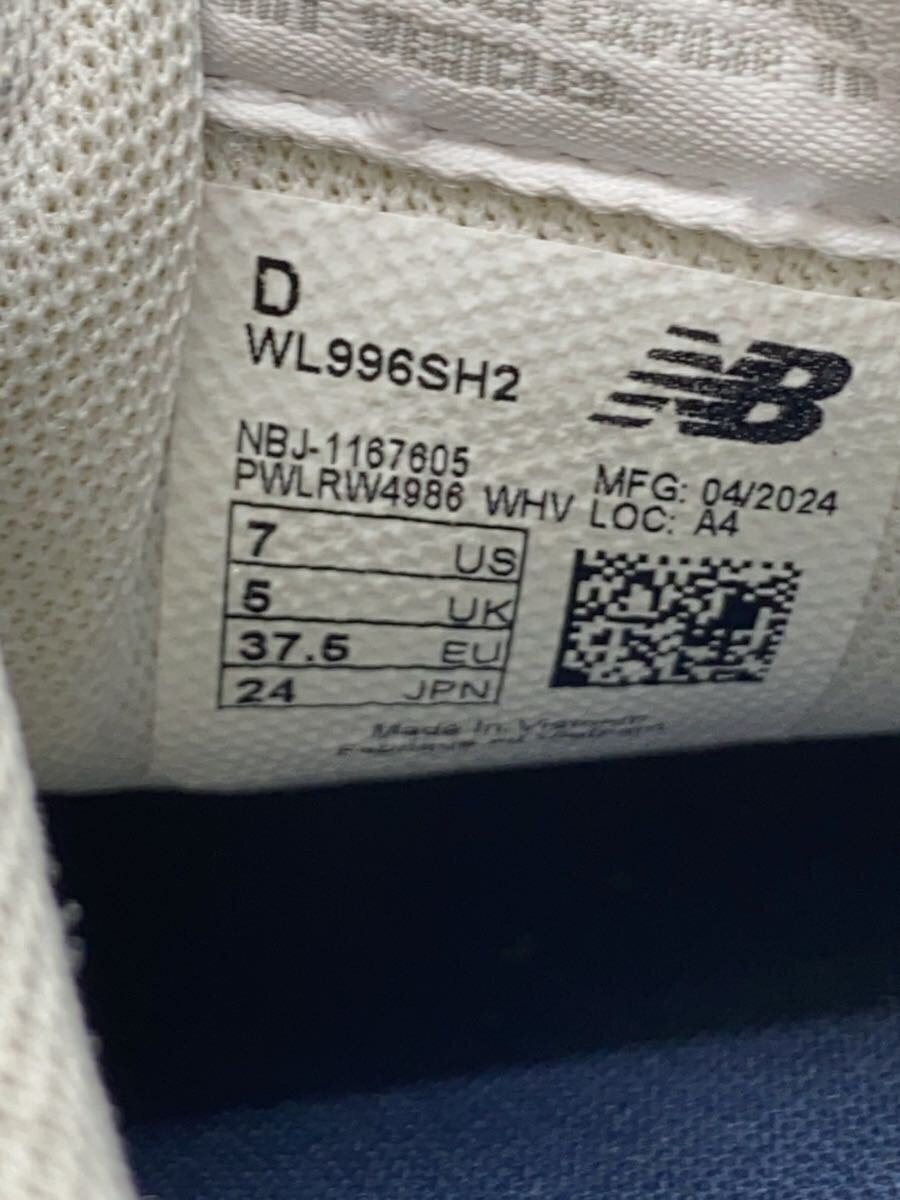 D
WL996SH2
NB
NBJ-1167605
PWLRW4986 WHV
MFG: 04/2024
LOC: A4
7 US
5 UK
37.5 EU
24 JPN
Made in Vietnam